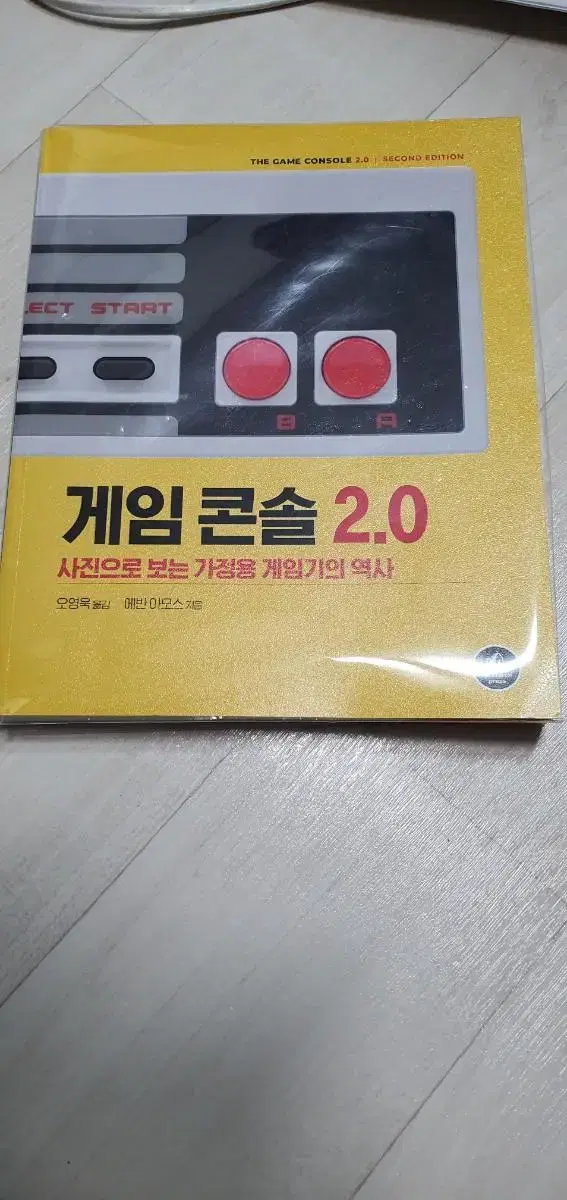 THE GAME CONSOLE 2.0 | SECOND EDITION
LECT START
B A
게임 콘솔 2.0
사진으로 보는 가정용 게임기의 역사
오영욱 옮김 에반 아모스 지음
press